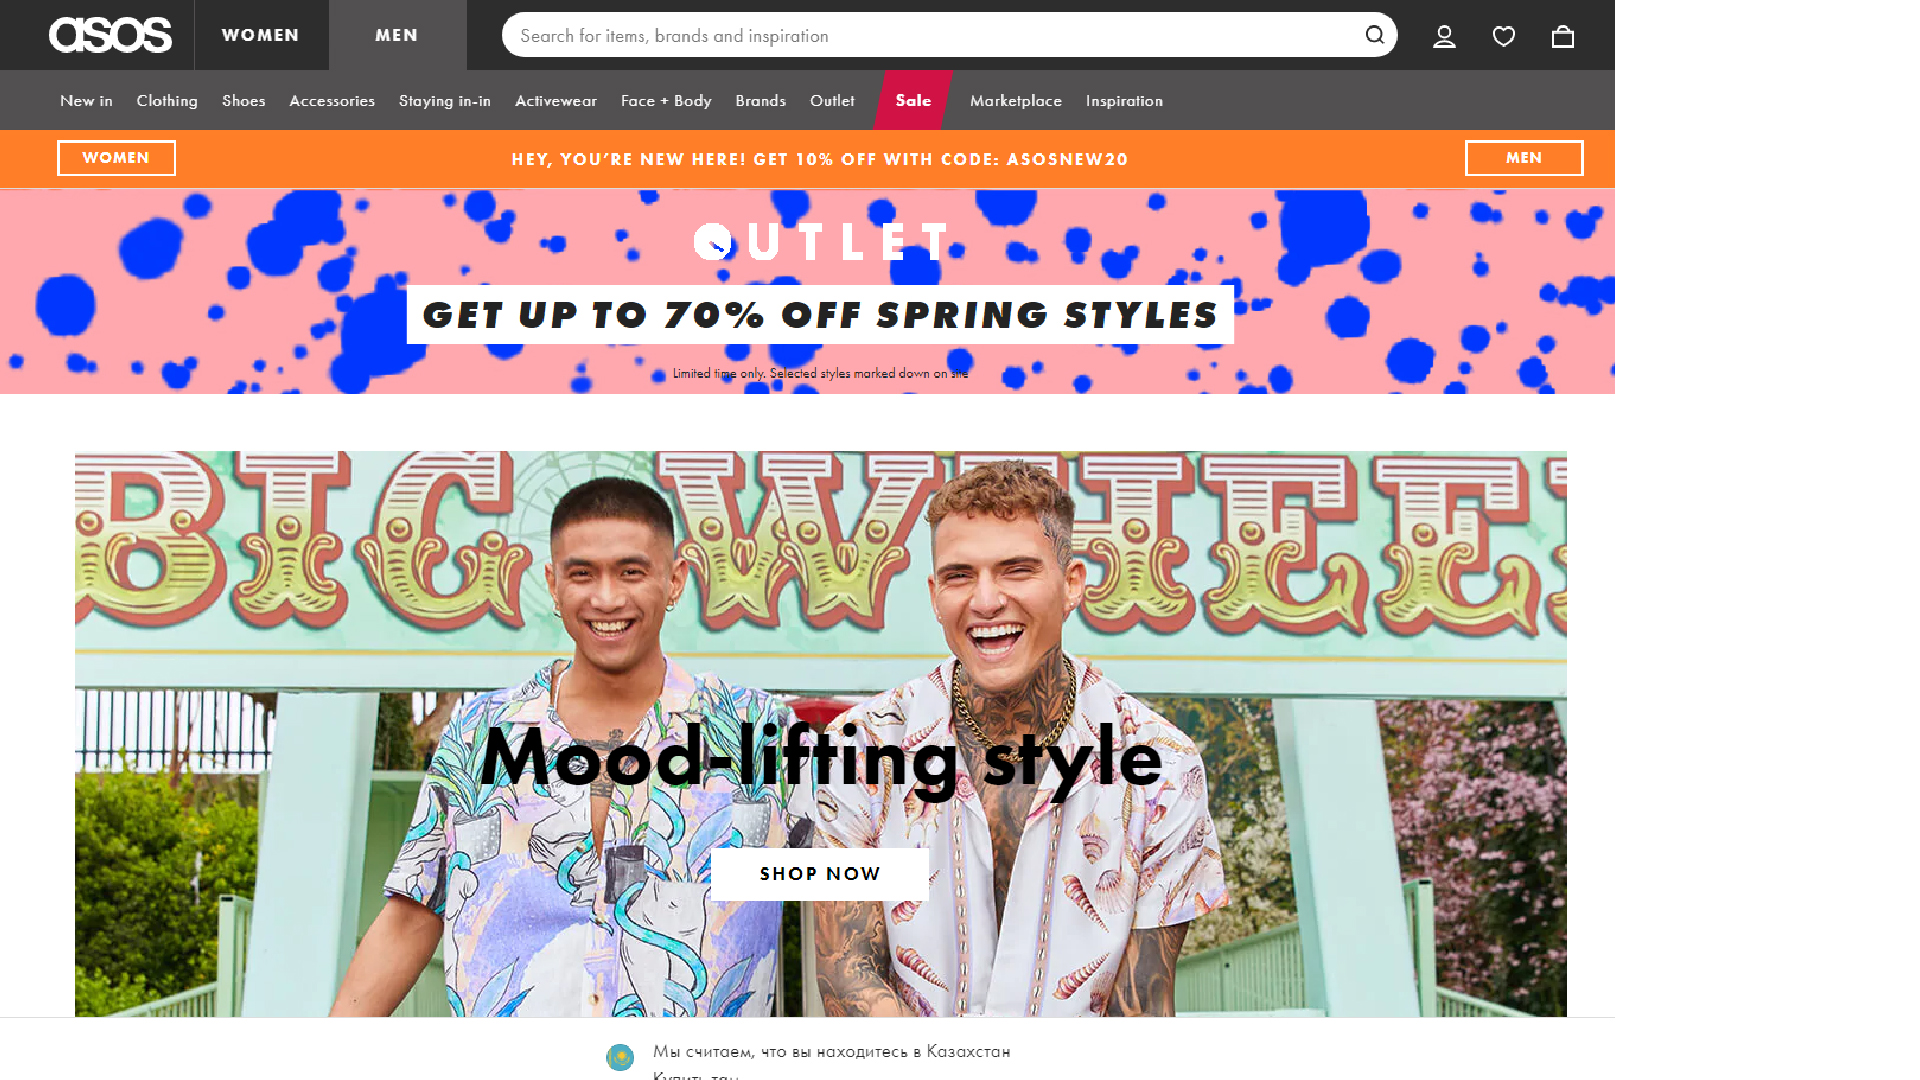 asos
WOMEN
MEN
Search for items, brands and inspiration
New in
Clothing
Shoes
Accessories
Staying in-in
Activewear
Face + Body
Brands
Outlet
Sale
Marketplace
Inspiration
WOMEN
HEY, YOU'RE NEW HERE! GET 10% OFF WITH CODE: ASOSNEW20
MEN
OUTLET
GET UP TO 70% OFF SPRING STYLES
Limited time only. Selected styles marked down on site
BIG WHEEL
Mood-lifting style
SHOP NOW
Мы считаем, что вы находитесь в Казахстан
Купить там